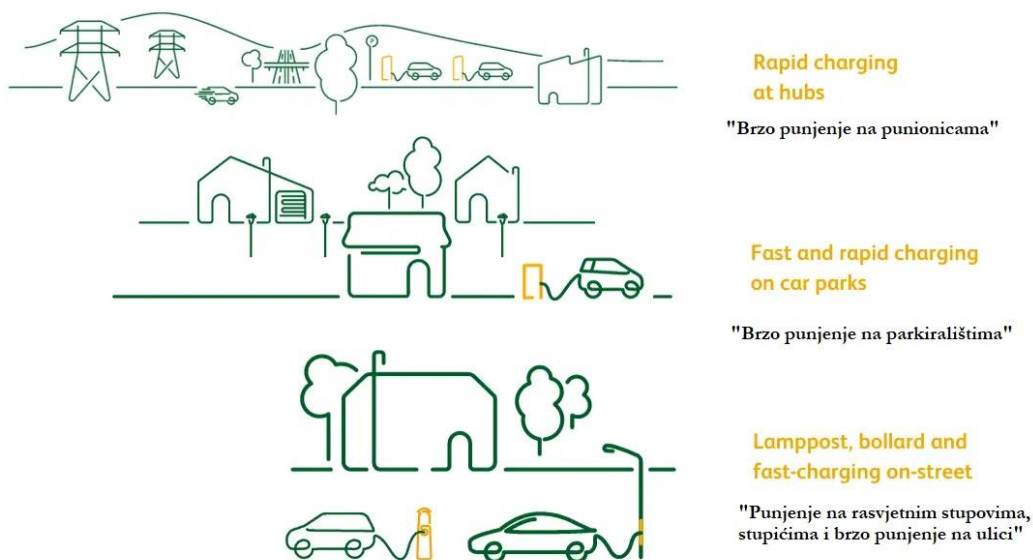 Rapid charging
at hubs
"Brzo punjenje na punionicama"
Fast and rapid charging
on car parks
"Brzo punjenje na parkiralištima"
Lamppost, bollard and
fast-charging on-street
"Punjenje na rasvjetnim stupovima,
stupićima i brzo punjenje na ulici"